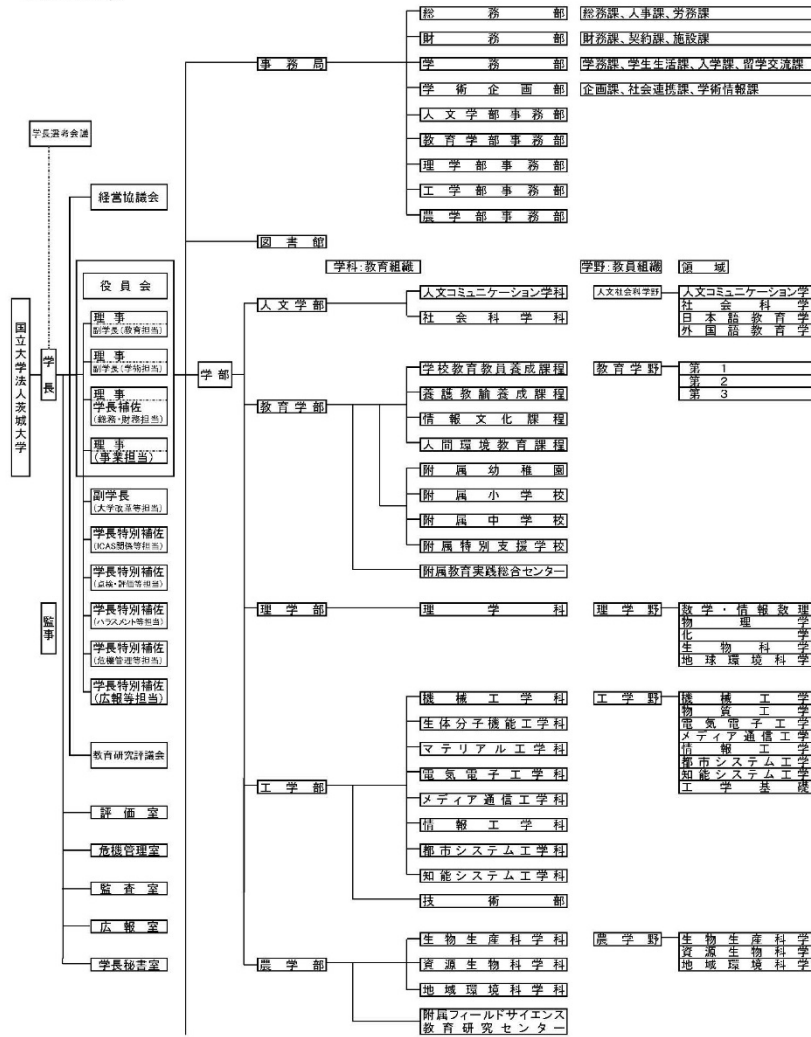 総務部 総務課、人事課、労務課
財務部 財務課、契約課、施設課
事務局 学務部 学務課、学生生活課、入学課、留学交流課
学術企画部 企画課、社会連携課、学術情報課
人文学部事務部
教育学部事務部
理学部事務部
工学部事務部
農学部事務部
図書館
学長選考会議
経営協議会
国立大学法人茨城大学
学長
監事
役員会
理事
副学長(教育担当)
理事
副学長(学術担当)
理事
学長補佐
(総務・財務担当)
理事
(事業担当)
副学長
(大学改革等担当)
学長特別補佐
(ICAS関係等担当)
学長特別補佐
(点検・評価等担当)
学長特別補佐
(ハラスメント等担当)
学長特別補佐
(危機管理等担当)
学長特別補佐
(広報等担当)
教育研究評議会
評価室
危機管理室
監査室
広報室
学長秘書室
学部
学科:教育組織 学野:教員組織 領域
人文学部
人文コミュニケーション学科
社会科学科
人文社会科学野
人文コミュニケーション学
社会科学
日本語教育学
外国語教育学
教育学部
学校教育教員養成課程
養護教諭養成課程
情報文化課程
人間環境教育課程
附属幼稚園
附属小学校
附属中学校
附属特別支援学校
附属教育実践総合センター
教育学野
第1
第2
第3
理学部
理学科
理学野
数学・情報数理
物理学
化学
生物科学
地球環境科学
工学部
機械工学科
生体分子機能工学科
マテリアル工学科
電気電子工学科
メディア通信工学科
情報工学科
都市システム工学科
知能システム工学科
技術部
工学野
機械工学
物質工学
電気電子工学
メディア通信工学
情報工学
都市システム工学
知能システム工学
工学基礎
農学部
生物生産科学科
資源生物科学科
地域環境科学科
附属フィールドサイエンス
教育研究センター
農学野
生物生産科学
資源生物科学
地域環境科学